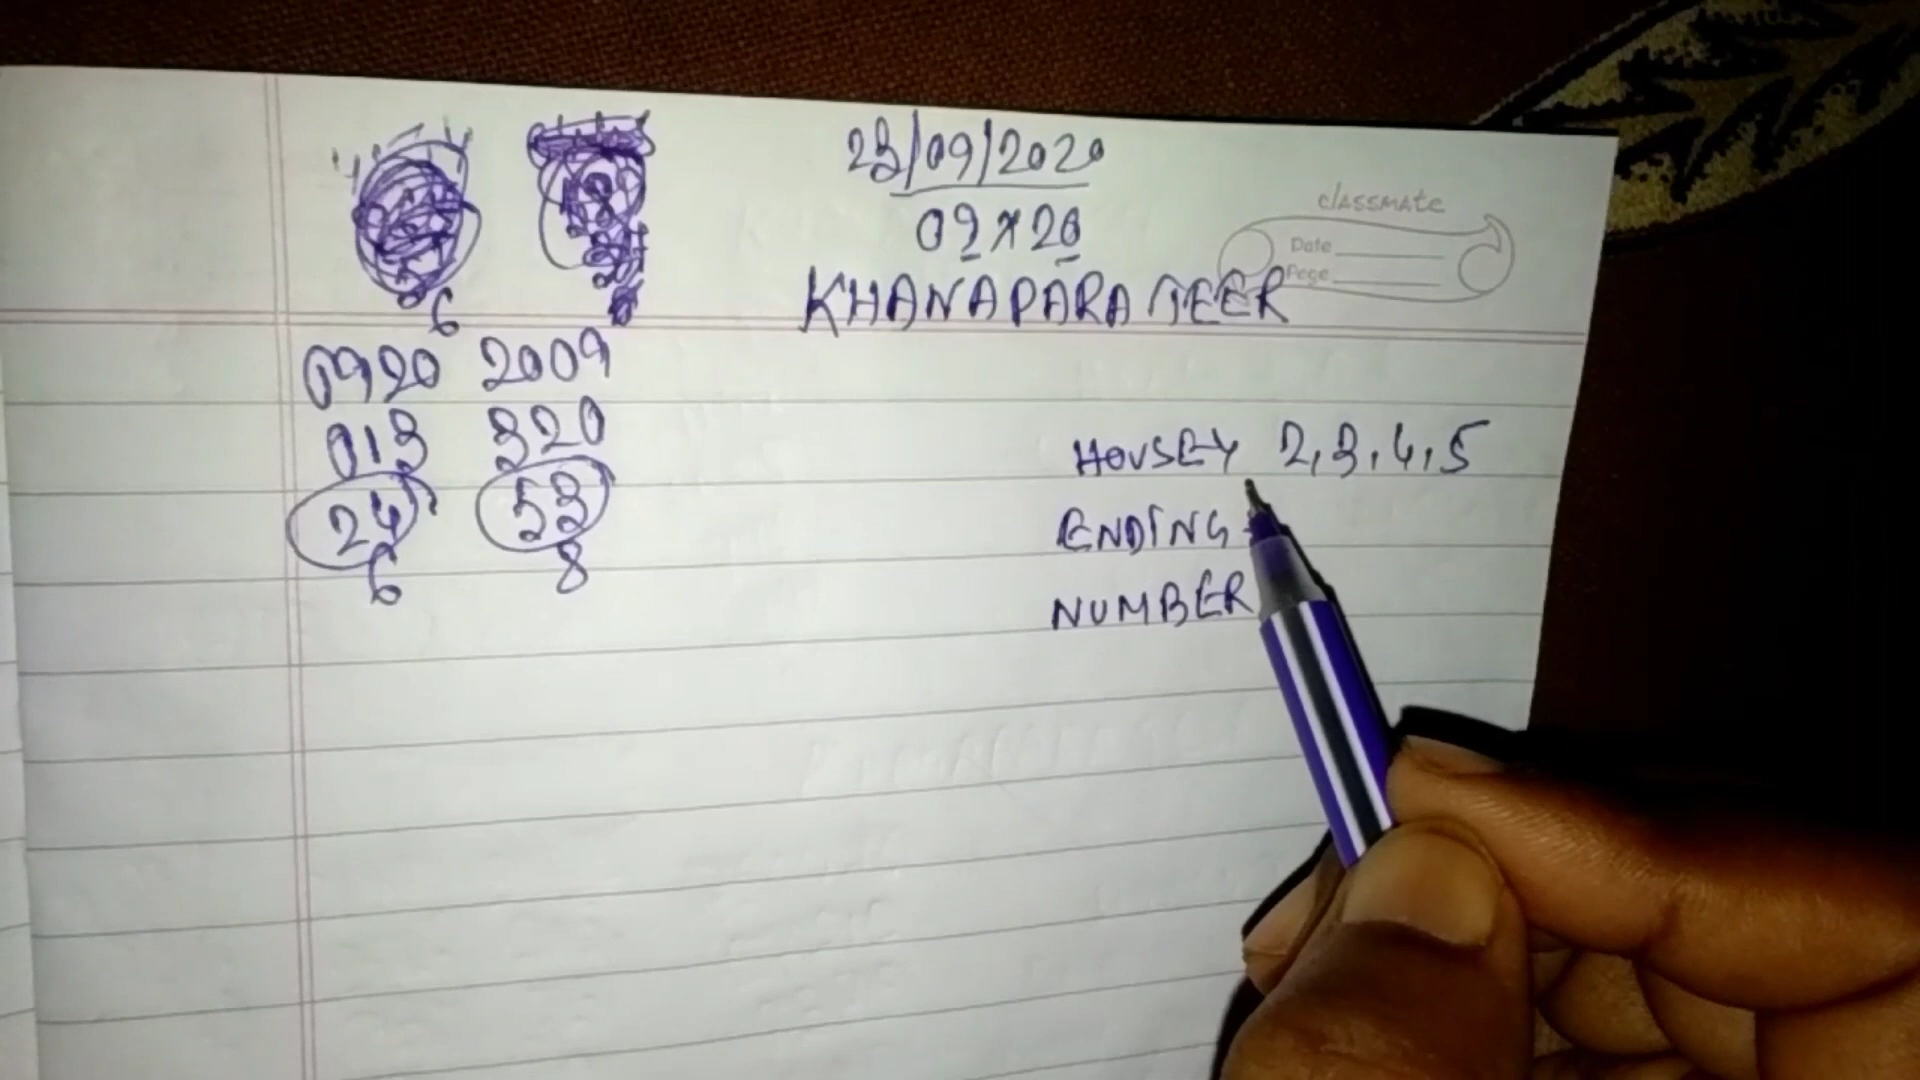 23/09/2020
09 x 20
classmate
Date
Page
KHANAPARA TEER
6
0920 2009
013 320
24 53
6 8
HOUSEY 2,3,4,5
ENDING
NUMBER